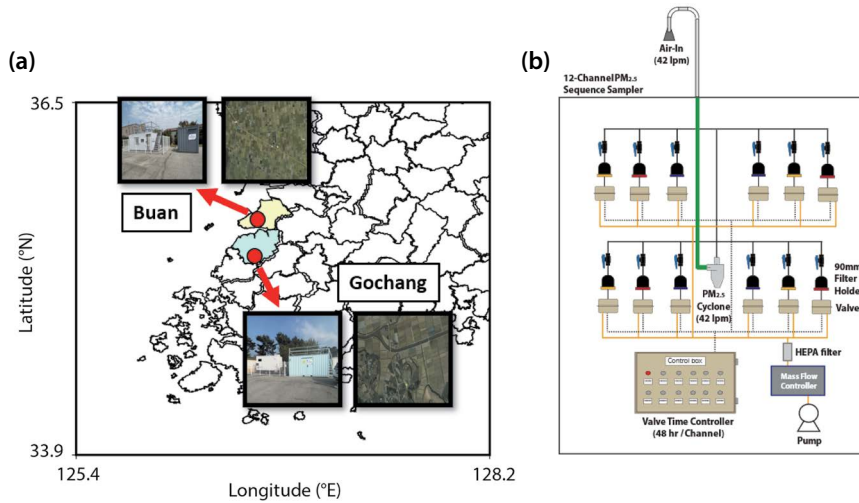 (a)
36.5
Buan
Gochang
Latitude (°N)
33.9
125.4
128.2
Longitude (°E)
(b)
Air-In
(42 lpm)
12-Channel PM2.5
Sequence Sampler
PM2.5
Cyclone
(42 lpm)
90mm
Filter
Holde
Valve
HEPA filter
Control box
Mass Flow
Controller
Valve Time Controller
(48 hr / Channel)
Pump